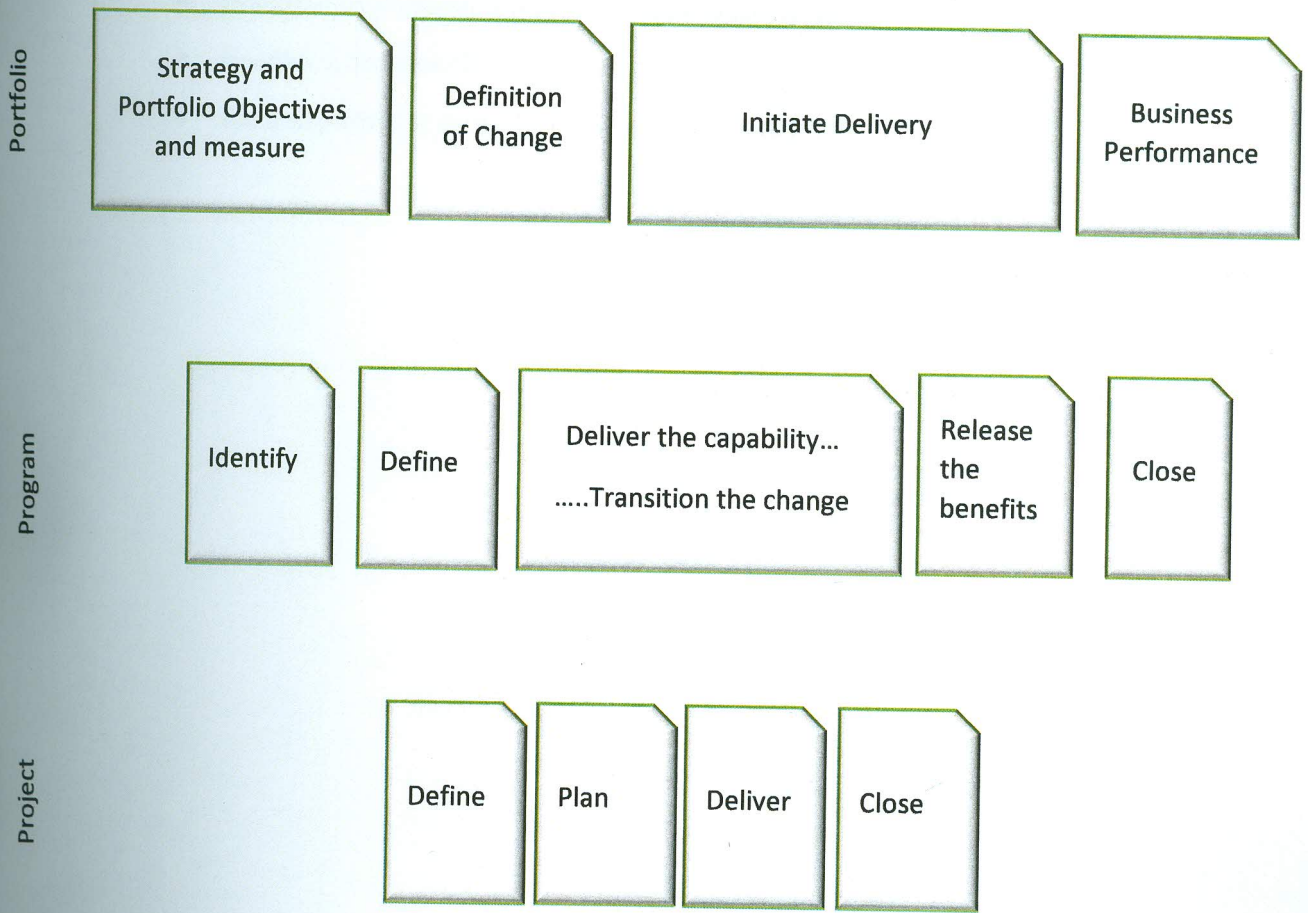 Portfolio
Strategy and
Portfolio Objectives
and measure
Definition
of Change
Initiate Delivery
Business
Performance
Program
Identify
Define
Deliver the capability...
.....Transition the change
Release
the
benefits
Close
Project
Define
Plan
Deliver
Close